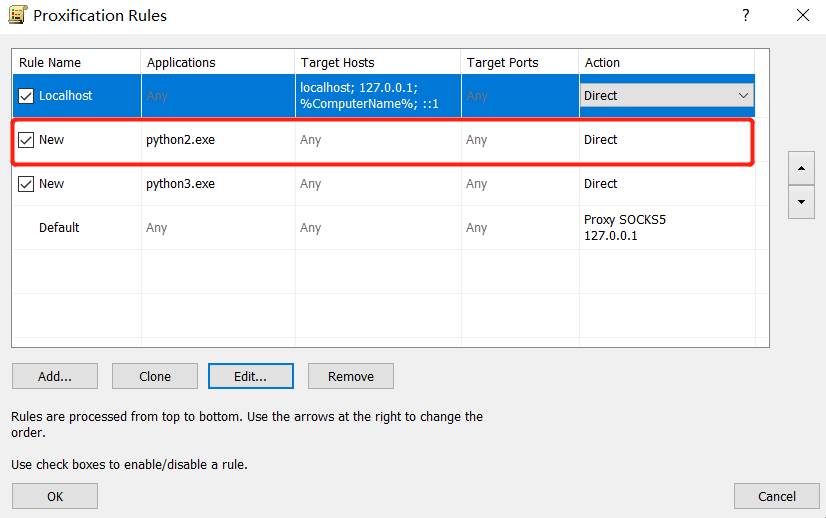 Proxification Rules
Rule Name Applications Target Hosts Target Ports Action
Localhost Any localhost; 127.0.0.1; %ComputerName%; ::1 Any Direct
New python2.exe Any Any Direct
New python3.exe Any Any Direct
Default Any Any Any Proxy SOCKS5 127.0.0.1
Add... Clone Edit... Remove
Rules are processed from top to bottom. Use the arrows at the right to change the
order.
Use check boxes to enable/disable a rule.
OK Cancel